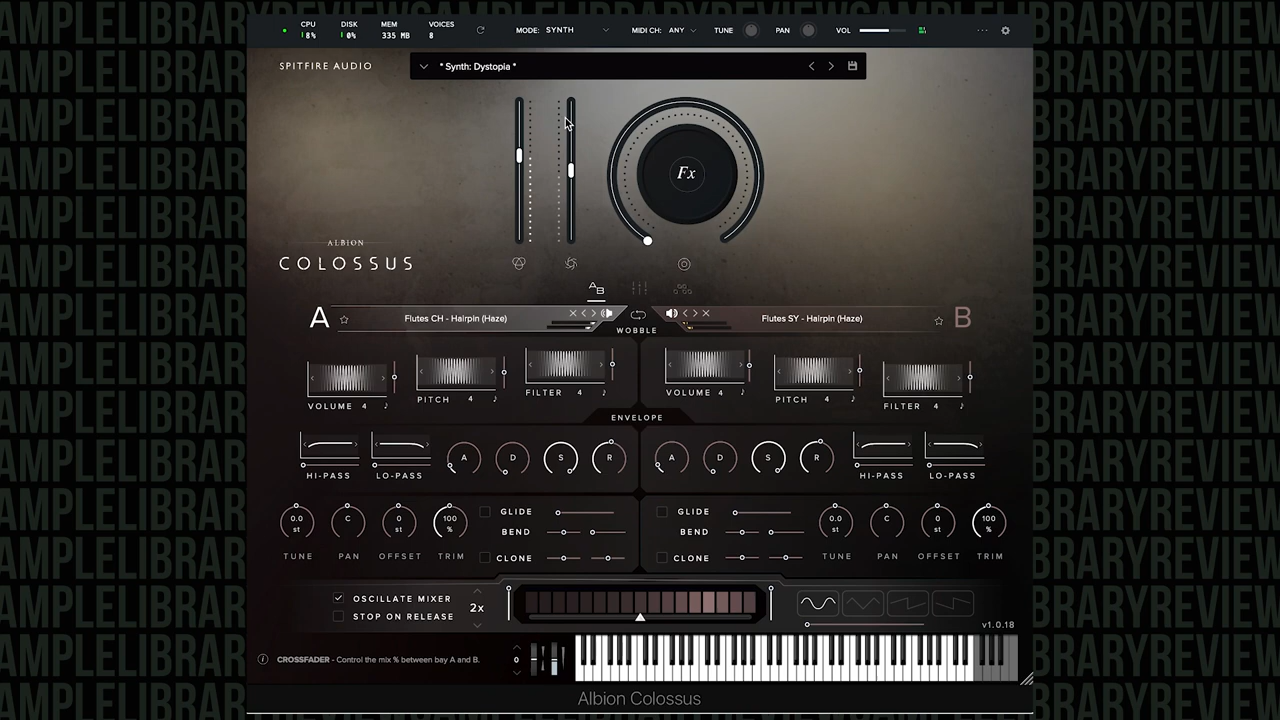 CPU
8%
DISK
0%
MEM
335 MB
VOICES
8
MODE: SYNTH
MIDI CH: ANY
TUNE
PAN
VOL
SPITFIRE AUDIO
* Synth: Dystopia *
Fx
ALBION
COLOSSUS
A
B
A
Flutes CH - Hairpin (Haze)
Flutes SY - Hairpin (Haze)
B
WOBBLE
VOLUME 4
PITCH 4
FILTER 4
VOLUME 4
PITCH 4
FILTER 4
ENVELOPE
HI-PASS
LO-PASS
A
D
S
R
A
D
S
R
HI-PASS
LO-PASS
0.0 st
C
0 st
100 %
TUNE
PAN
OFFSET
TRIM
GLIDE
BEND
CLONE
GLIDE
BEND
CLONE
0.0 st
C
0 st
100 %
TUNE
PAN
OFFSET
TRIM
OSCILLATE MIXER
STOP ON RELEASE
2x
v1.0.18
CROSSFADER - Control the mix % between bay A and B.
0
Albion Colossus